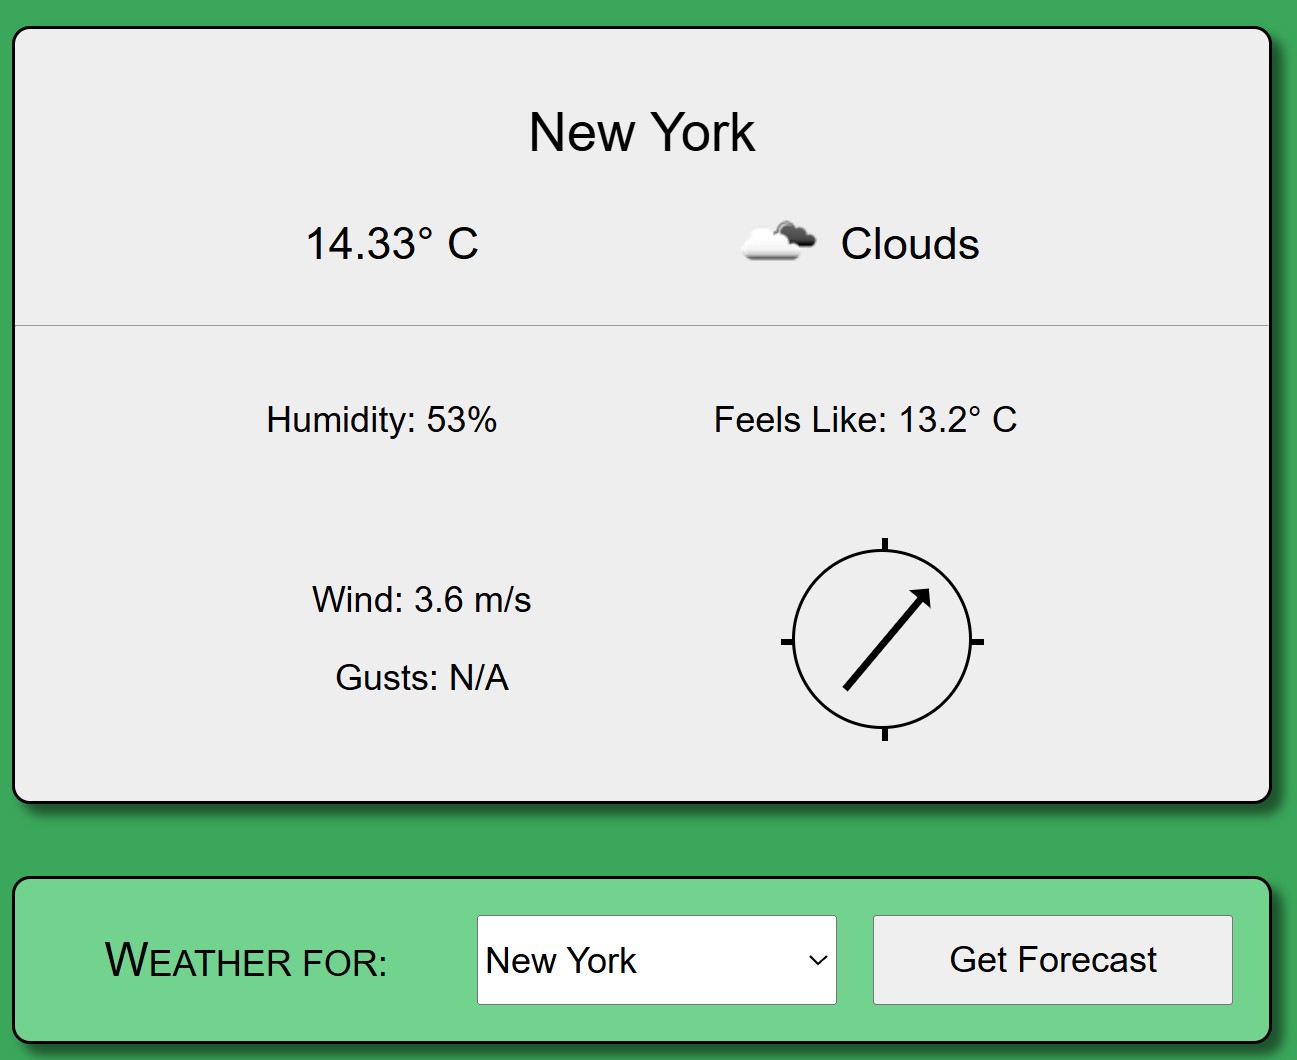 New York
14.33° C
Clouds
Humidity: 53%
Feels Like: 13.2° C
Wind: 3.6 m/s
Gusts: N/A
Weather for:
New York
Get Forecast